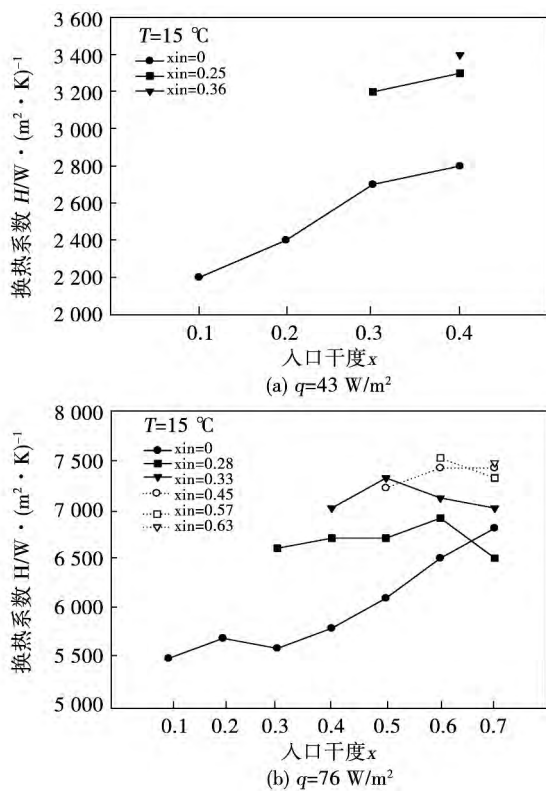 3 600
T=15 ℃
xin=0
xin=0.25
xin=0.36
3 400
3 200
2 800
2 600
2 400
2 200
2 000
换热系数 H/W·(m²·K)⁻¹
0.1 0.2 0.3 0.4
入口干度x
(a) q=43 W/m²
8 000
T=15 ℃
xin=0
xin=0.28
xin=0.33
xin=0.45
xin=0.57
xin=0.63
7 500
7 000
6 500
6 000
5 500
5 000
换热系数 H/W·(m²·K)⁻¹
0.1 0.2 0.3 0.4 0.5 0.6 0.7
入口干度x
(b) q=76 W/m²